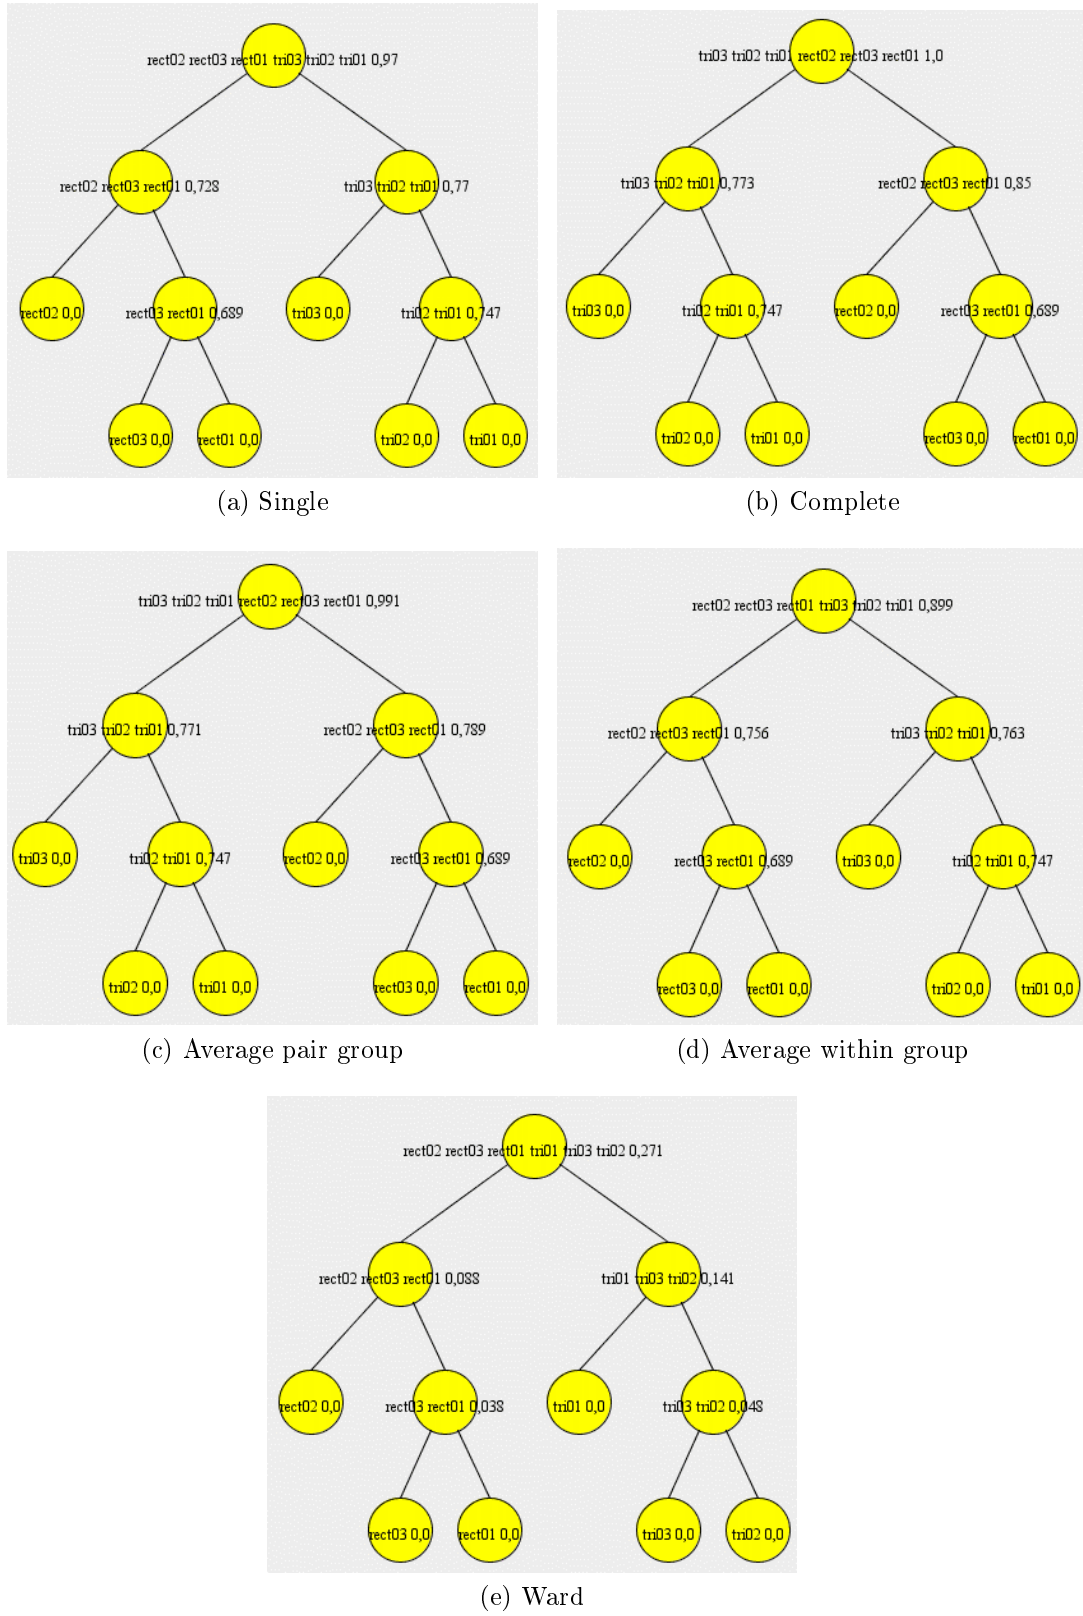 rect02 rect03 rect01 tri03 tri02 tri01 0,97
rect02 rect03 rect01 0,728
tri03 tri02 tri01 0,77
rect02 0,0
rect03 rect01 0,689
tri03 0,0
tri02 tri01 0,747
rect03 0,0
rect01 0,0
tri02 0,0
tri01 0,0
(a) Single
tri03 tri02 tri01 rect02 rect03 rect01 1,0
tri03 tri02 tri01 0,773
rect02 rect03 rect01 0,85
tri03 0,0
tri02 tri01 0,747
rect02 0,0
rect03 rect01 0,689
tri02 0,0
tri01 0,0
rect03 0,0
rect01 0,0
(b) Complete
tri03 tri02 tri01 rect02 rect03 rect01 0,991
tri03 tri02 tri01 0,771
rect02 rect03 rect01 0,789
tri03 0,0
tri02 tri01 0,747
rect02 0,0
rect03 rect01 0,689
tri02 0,0
tri01 0,0
rect03 0,0
rect01 0,0
(c) Average pair group
rect02 rect03 rect01 tri03 tri02 tri01 0,899
rect02 rect03 rect01 0,756
tri03 tri02 tri01 0,763
rect02 0,0
rect03 rect01 0,689
tri03 0,0
tri02 tri01 0,747
rect03 0,0
rect01 0,0
tri02 0,0
tri01 0,0
(d) Average within group
rect02 rect03 rect01 tri01 tri03 tri02 0,271
rect02 rect03 rect01 0,088
tri01 tri03 tri02 0,141
rect02 0,0
rect03 rect01 0,038
tri01 0,0
tri03 tri02 0,048
rect03 0,0
rect01 0,0
tri03 0,0
tri02 0,0
(e) Ward